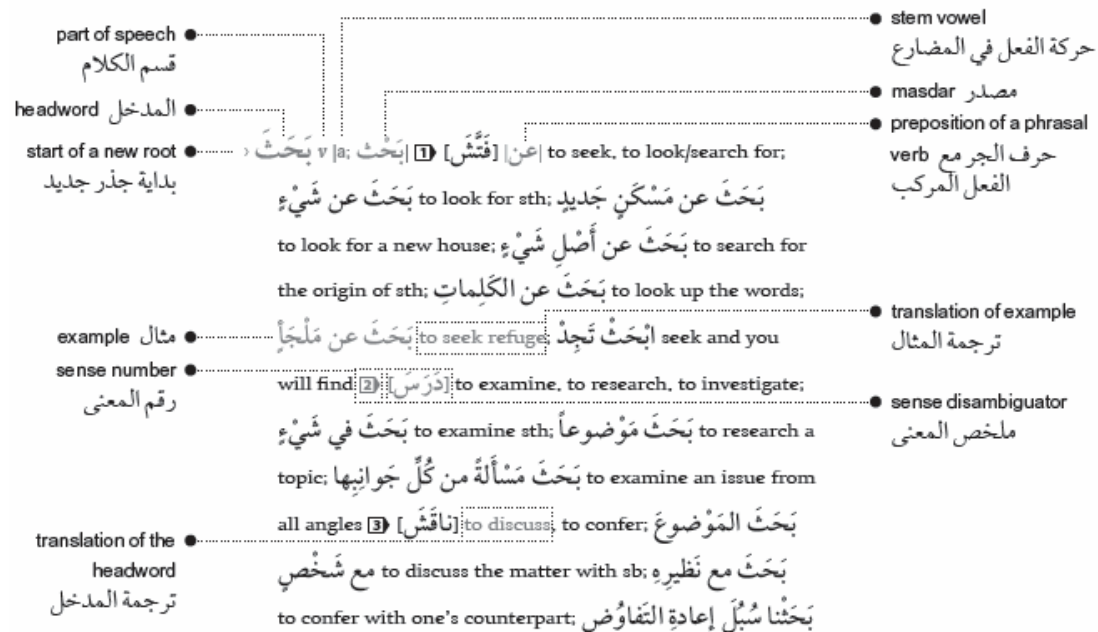 part of speech
قسم الكلام
headword المدخل
start of a new root
بداية جذر جديد
example مثال
sense number
رقم المعنى
translation of the
headword
ترجمة المدخل
‹ بَحَثَ v |a; بَحْث| 1 [فَتَّشَ] |عن| to seek, to look/search for;
بَحَثَ عن شَيْءٍ to look for sth; بَحَثَ عن مَسْكَنٍ جَديدٍ
to look for a new house; بَحَثَ عن أَصْلِ شَيْءٍ to search for
the origin of sth; بَحَثَ عن الكَلِماتِ to look up the words;
بَحَثَ عن مَلْجَأٍ to seek refuge; ابْحَثْ تَجِدْ seek and you
will find 2 [دَرَسَ] to examine, to research, to investigate;
بَحَثَ في شَيْءٍ to examine sth; بَحَثَ مَوْضوعاً to research a
topic; بَحَثَ مَسْأَلةً من كُلِّ جَوانِبِها to examine an issue from
all angles 3 [ناقَشَ] to discuss, to confer; بَحَثَ المَوْضوعَ
مع شَخْصٍ to discuss the matter with sb; بَحَثَ مع نَظيرِهِ
to confer with one's counterpart; بَحَثْنا سُبُلَ إعادةِ التَفاوُض
stem vowel
حركة الفعل في المضارع
masdar مصدر
preposition of a phrasal
verb حرف الجر مع
الفعل المركب
translation of example
ترجمة المثال
sense disambiguator
ملخص المعنى